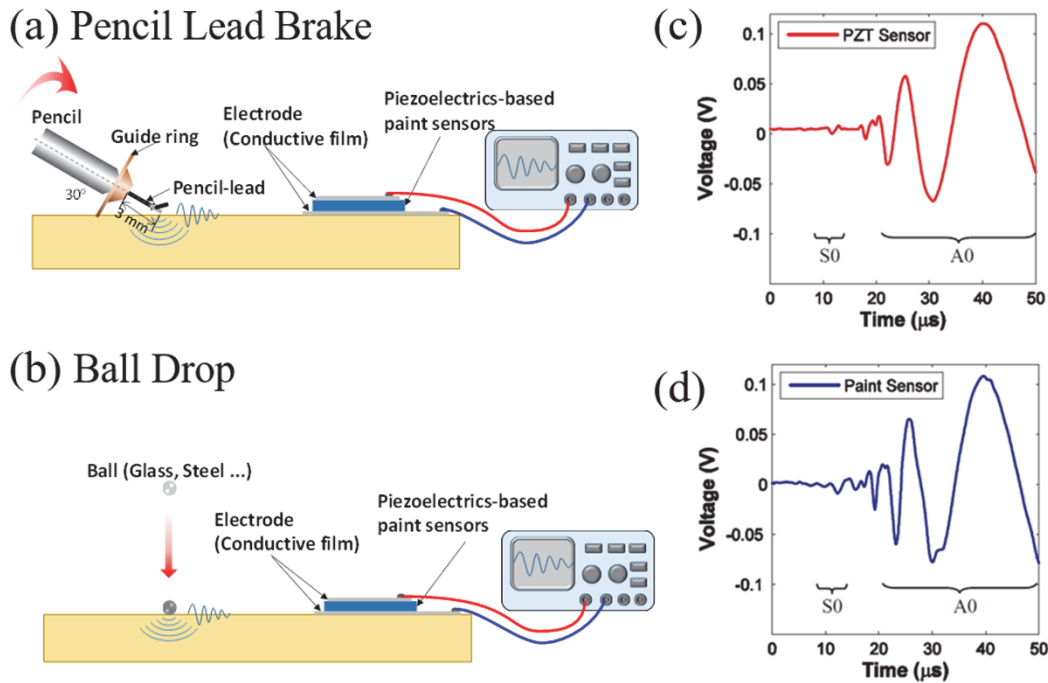 (a) Pencil Lead Brake
Pencil
Guide ring
Pencil-lead
30°
3 mm
Electrode
(Conductive film)
Piezoelectrics-based
paint sensors
(b) Ball Drop
Ball (Glass, Steel ...)
Electrode
(Conductive film)
Piezoelectrics-based
paint sensors
(c)
PZT Sensor
Voltage (V)
0.1
0.05
0
-0.05
-0.1
S0
A0
0 10 20 30 40 50
Time (μs)
(d)
Paint Sensor
Voltage (V)
0.1
0.05
0
-0.05
-0.1
S0
A0
0 10 20 30 40 50
Time (μs)